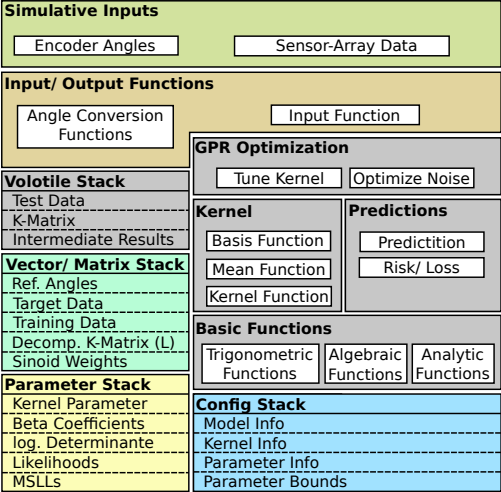 Simulative Inputs
Encoder Angles
Sensor-Array Data
Input/ Output Functions
Angle Conversion
Functions
Input Function
GPR Optimization
Tune Kernel
Optimize Noise
Volotile Stack
Test Data
K-Matrix
Intermediate Results
Kernel
Basis Function
Mean Function
Kernel Function
Predictions
Predictition
Risk/ Loss
Vector/ Matrix Stack
Ref. Angles
Target Data
Training Data
Decomp. K-Matrix (L)
Sinoid Weights
Basic Functions
Trigonometric
Functions
Algebraic
Functions
Analytic
Functions
Parameter Stack
Kernel Parameter
Beta Coefficients
log. Determinante
Likelihoods
MSLLs
Config Stack
Model Info
Kernel Info
Parameter Info
Parameter Bounds